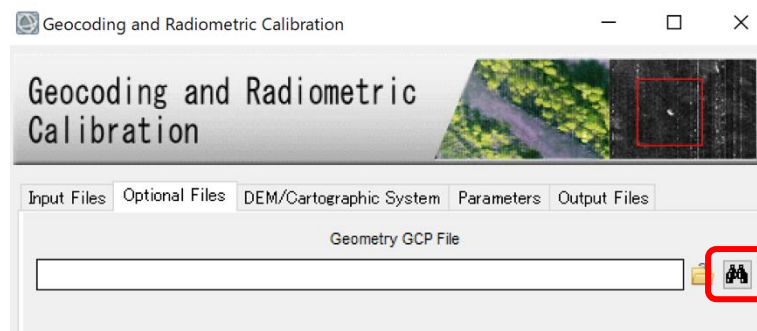 Geocoding and Radiometric Calibration
Geocoding and Radiometric
Calibration
Input Files Optional Files DEM/Cartographic System Parameters Output Files
Geometry GCP File